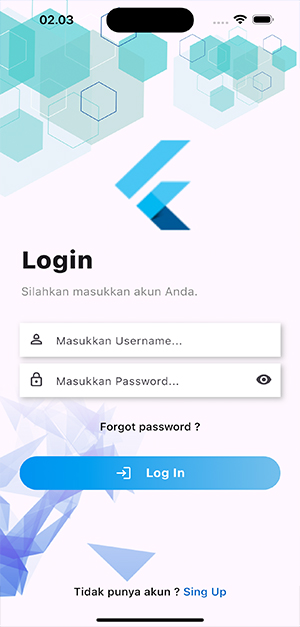 02.03
Login
Silahkan masukkan akun Anda.
Masukkan Username...
Masukkan Password...
Forgot password ?
Log In
Tidak punya akun ? Sing Up